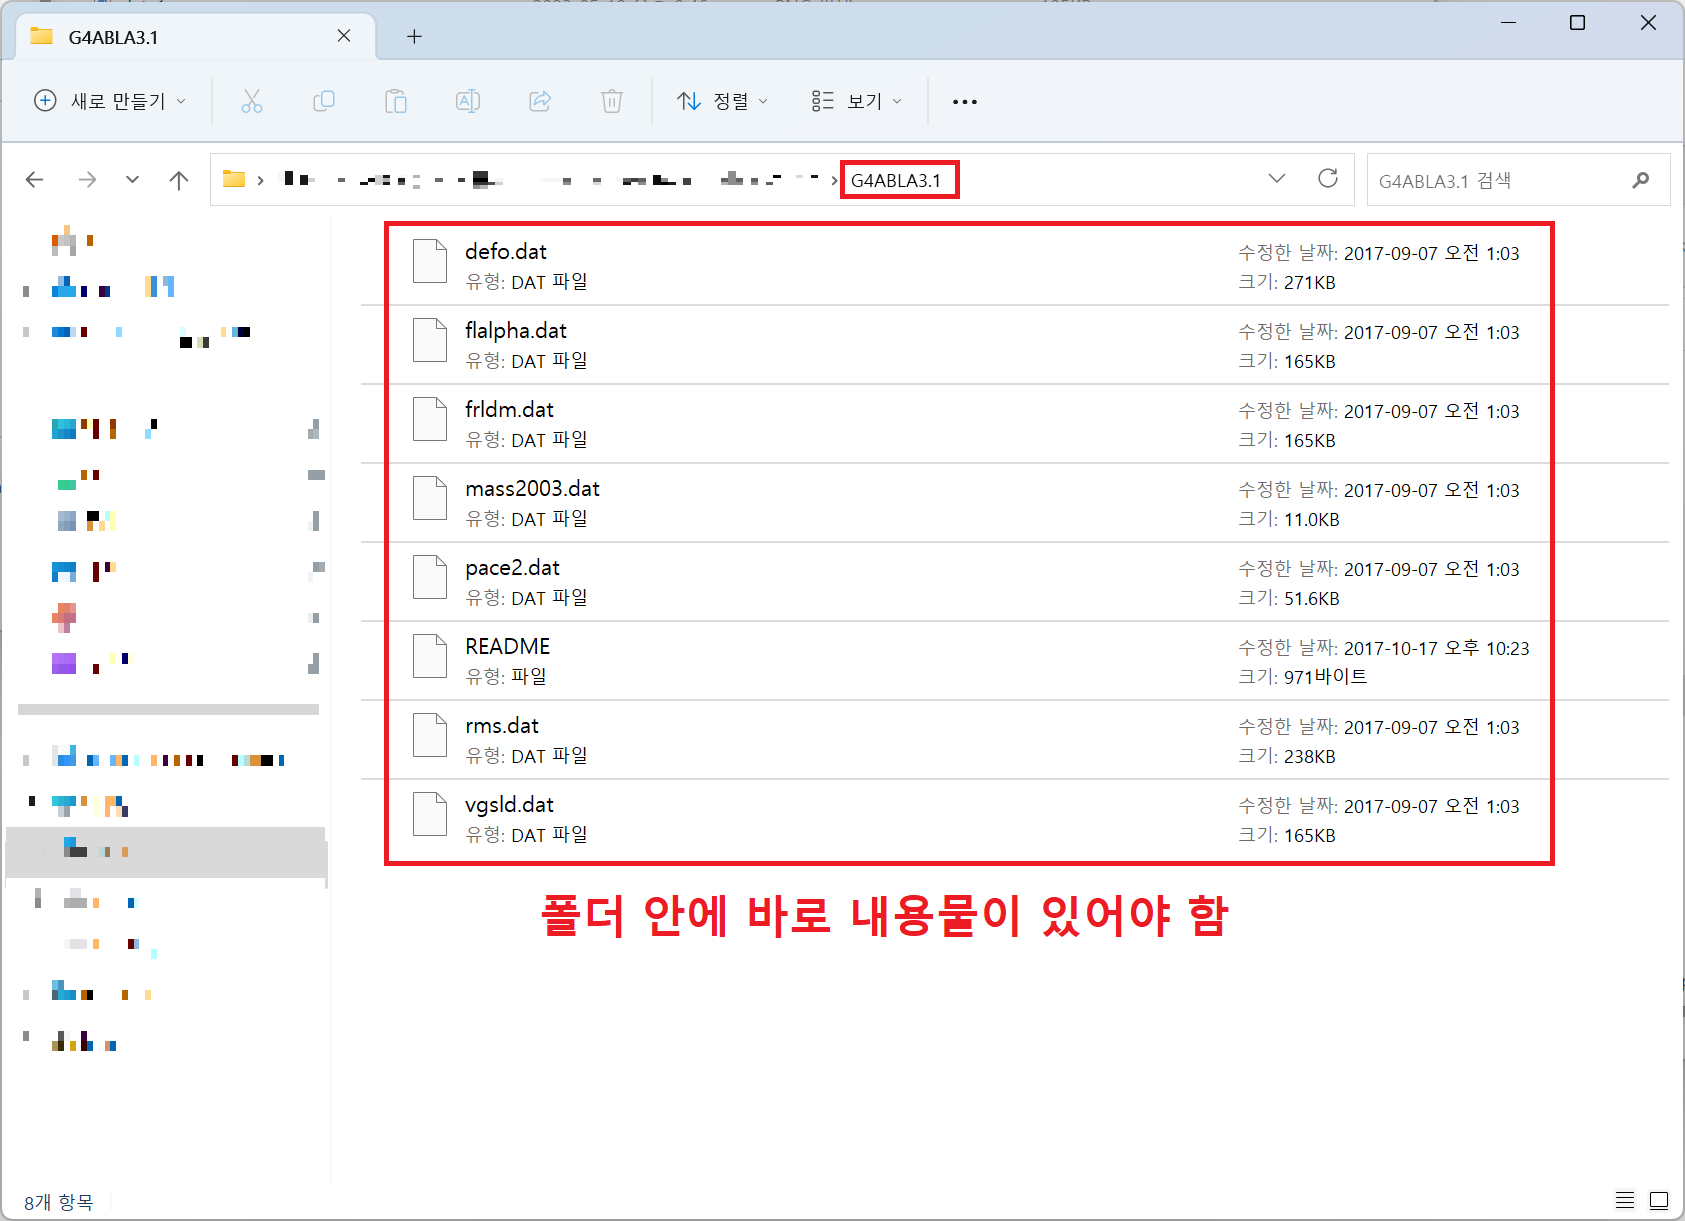 G4ABLA3.1
새로 만들기
정렬
보기
G4ABLA3.1
G4ABLA3.1 검색
defo.dat
수정한 날짜: 2017-09-07 오전 1:03
유형: DAT 파일
크기: 271KB
flalpha.dat
수정한 날짜: 2017-09-07 오전 1:03
유형: DAT 파일
크기: 165KB
frldm.dat
수정한 날짜: 2017-09-07 오전 1:03
유형: DAT 파일
크기: 165KB
mass2003.dat
수정한 날짜: 2017-09-07 오전 1:03
유형: DAT 파일
크기: 11.0KB
pace2.dat
수정한 날짜: 2017-09-07 오전 1:03
유형: DAT 파일
크기: 51.6KB
README
수정한 날짜: 2017-10-17 오후 10:23
유형: 파일
크기: 971바이트
rms.dat
수정한 날짜: 2017-09-07 오전 1:03
유형: DAT 파일
크기: 238KB
vgsld.dat
수정한 날짜: 2017-09-07 오전 1:03
유형: DAT 파일
크기: 165KB
폴더 안에 바로 내용물이 있어야 함
8개 항목